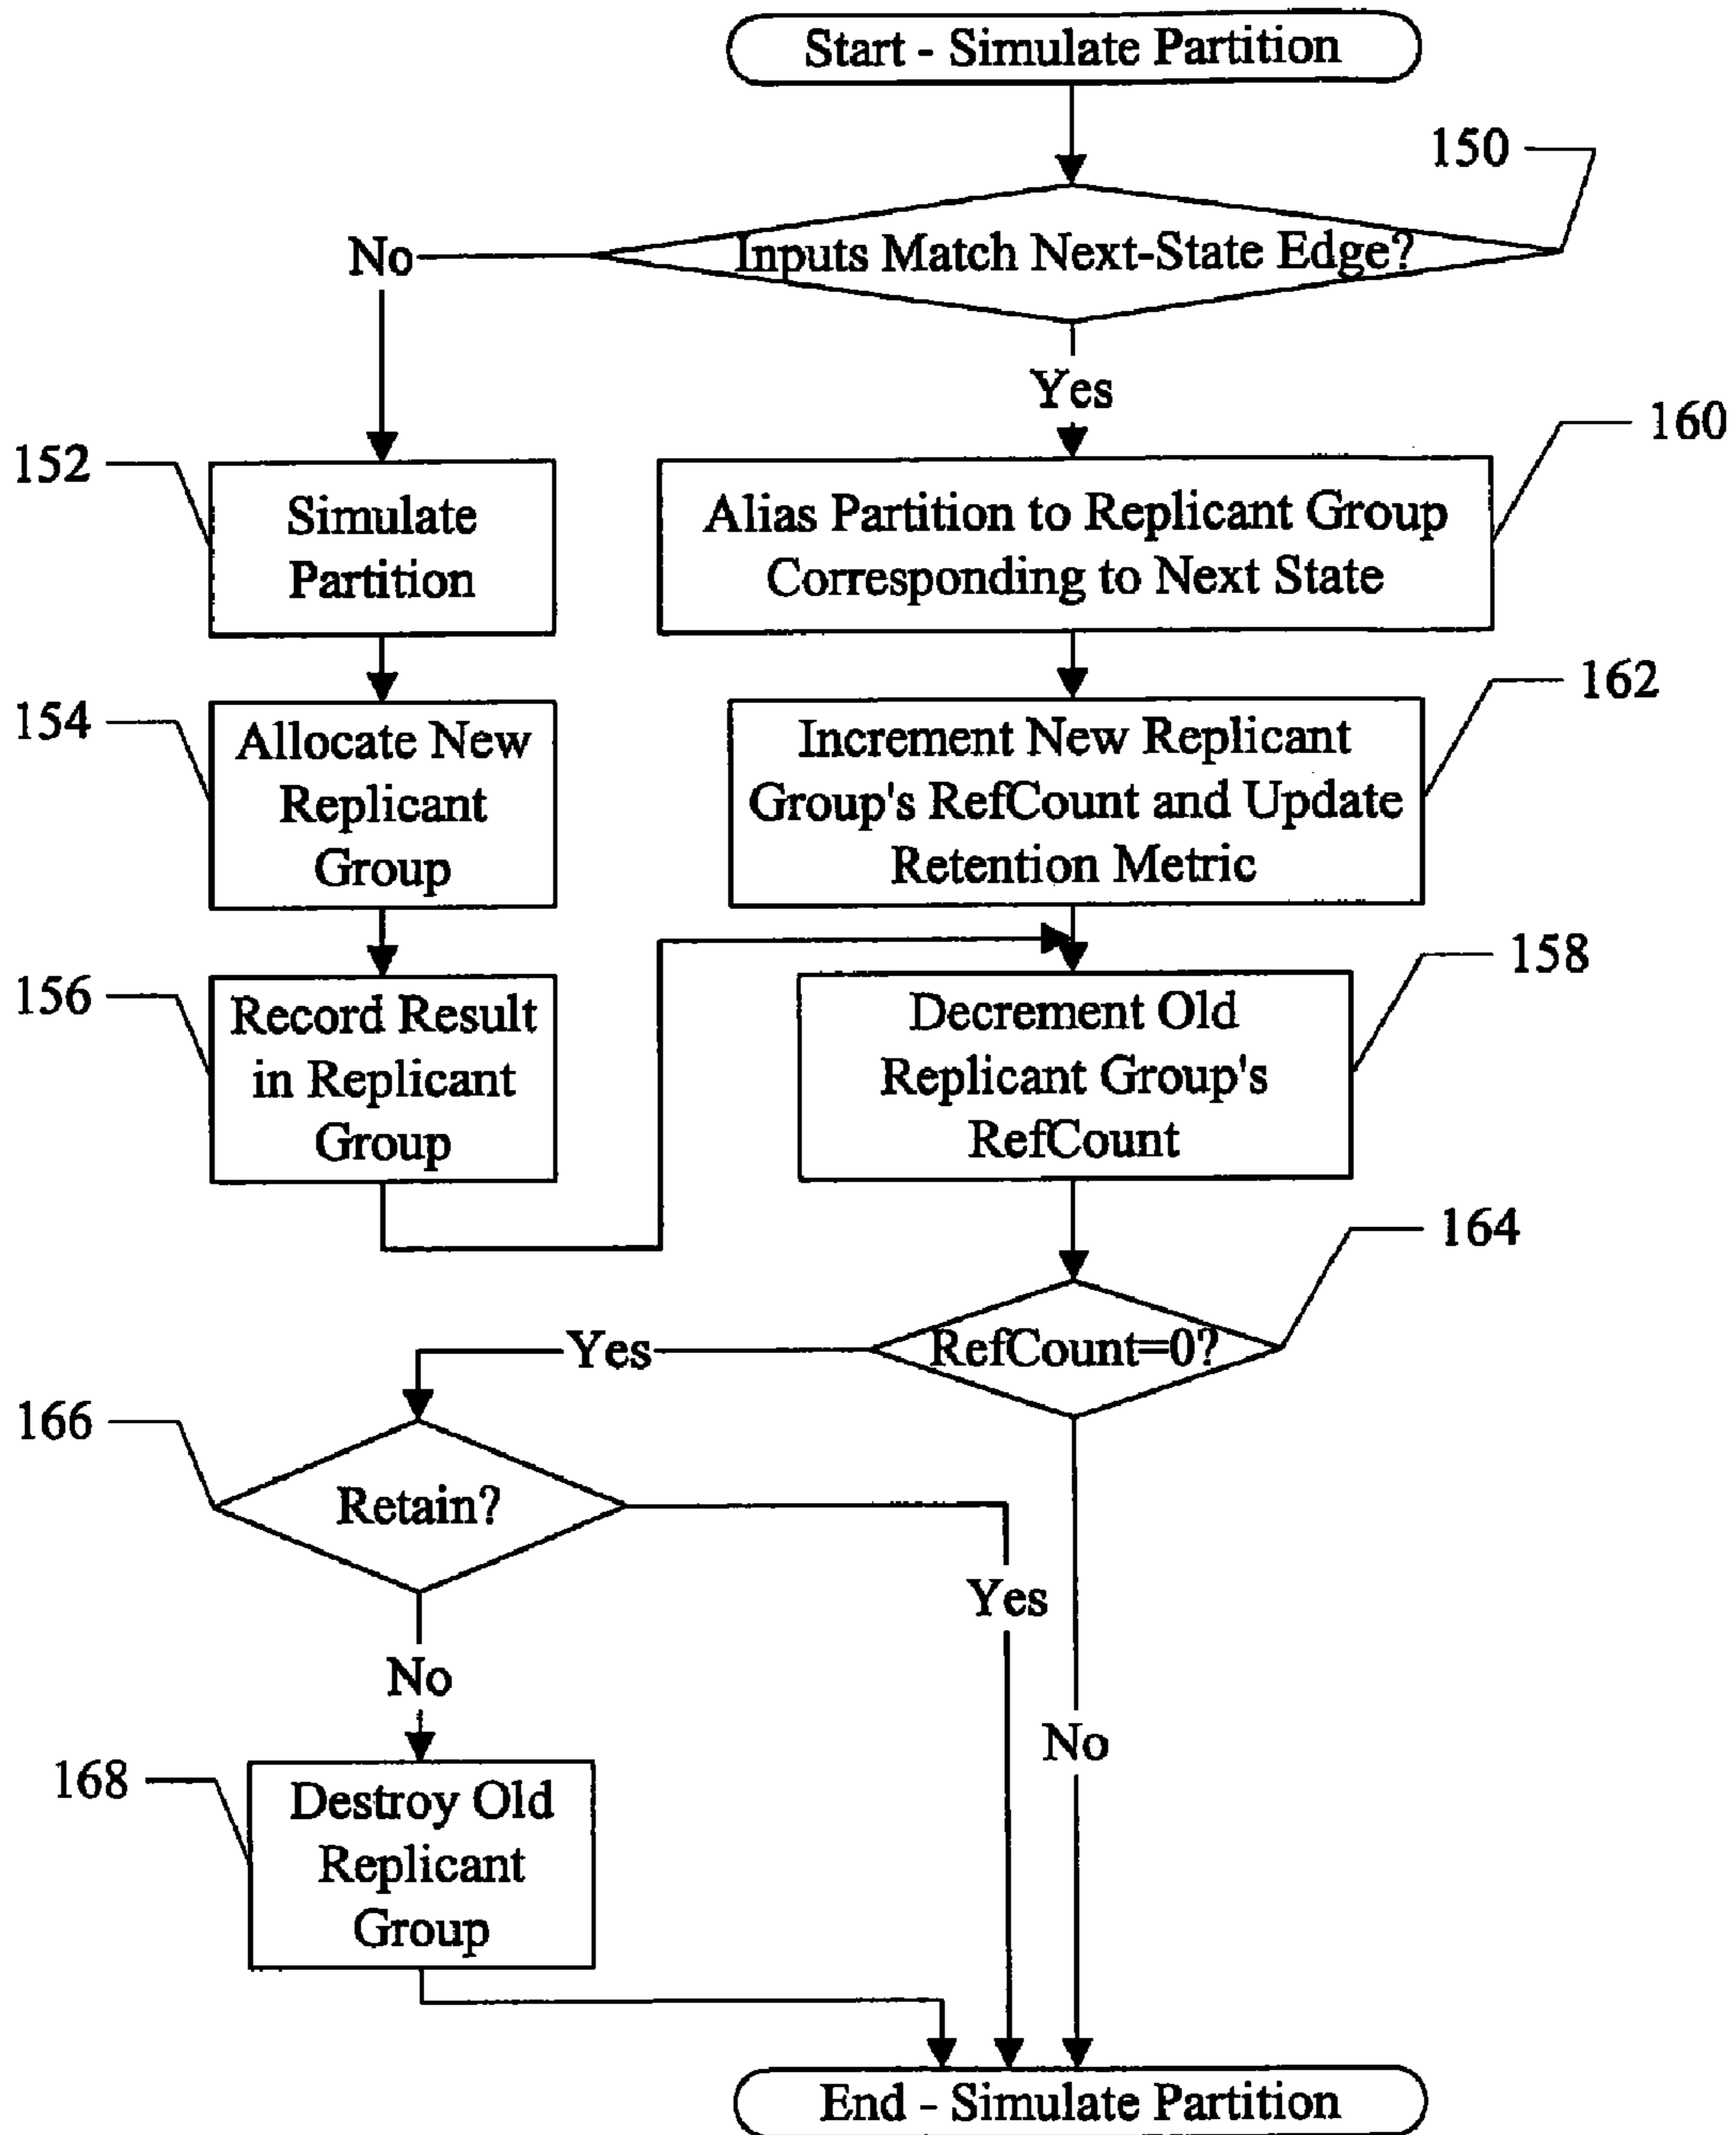 Start - Simulate Partition
150
Inputs Match Next-State Edge?
No
Yes
152
Simulate
Partition
160
Alias Partition to Replicant Group
Corresponding to Next State
154
Allocate New
Replicant
Group
162
Increment New Replicant
Group's RefCount and Update
Retention Metric
156
Record Result
in Replicant
Group
158
Decrement Old
Replicant Group's
RefCount
164
RefCount=0?
Yes
166
Retain?
Yes
No
No
168
Destroy Old
Replicant
Group
End - Simulate Partition